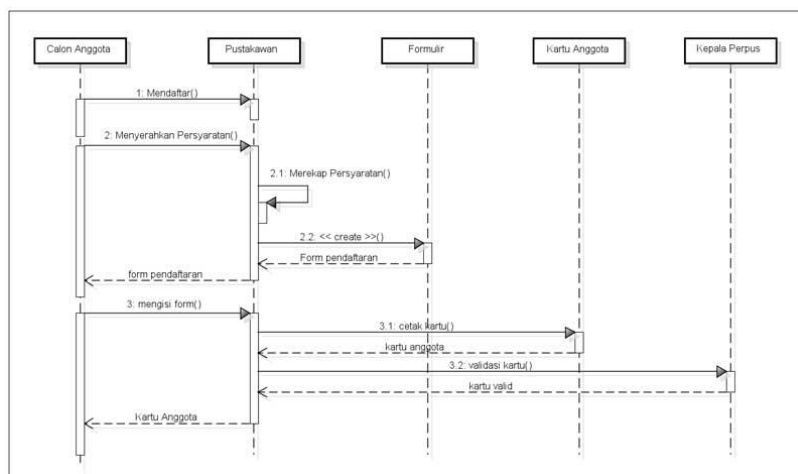 Calon Anggota
Pustakawan
Formulir
Kartu Anggota
Kepala Perpus
1: Mendaftar()
2: Menyerahkan Persyaratan()
2.1: Merekap Persyaratan()
2.2: << create >>()
Form pendaftaran
form pendaftaran
3: mengisi form()
3.1: cetak kartu()
kartu anggota
3.2: validasi kartu()
kartu valid
Kartu Anggota